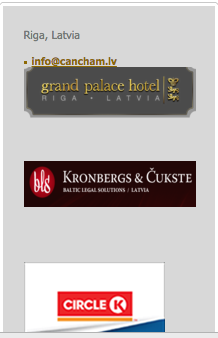 Riga, Latvia
info@cancham.lv
grand palace hotel
RIGA • LATVIA
bls
KRONBERGS & ČUKSTE
BALTIC LEGAL SOLUTIONS / LATVIA
CIRCLE K